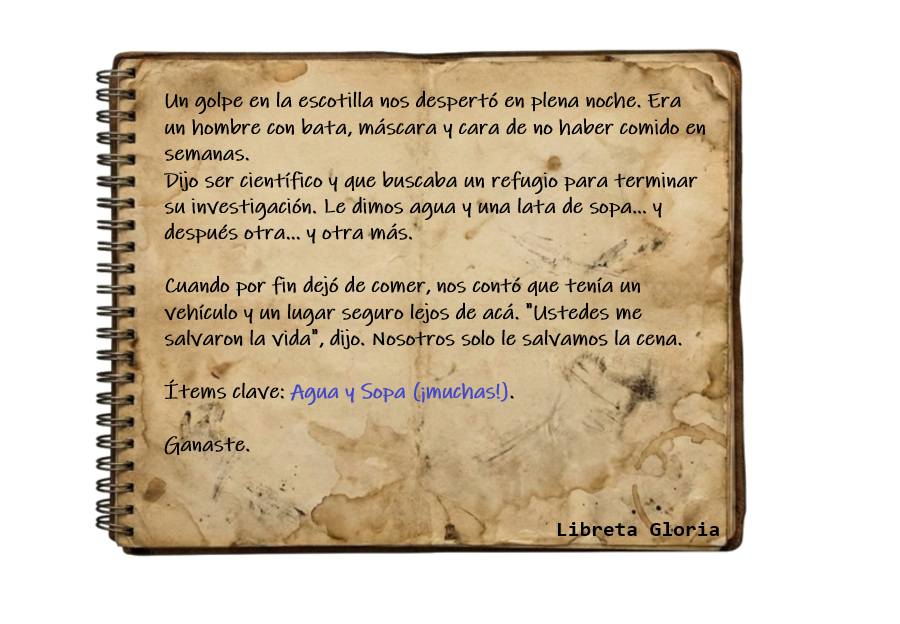 Un golpe en la escotilla nos despertó en plena noche. Era
un hombre con bata, máscara y cara de no haber comido en
semanas.
Dijo ser científico y que buscaba un refugio para terminar
su investigación. Le dimos agua y una lata de sopa... y
después otra... y otra más.
Cuando por fin dejó de comer, nos contó que tenía un
vehículo y un lugar seguro lejos de acá. "Ustedes me
salvaron la vida", dijo. Nosotros solo le salvamos la cena.
Ítems clave: Agua y Sopa (¡muchas!).
Ganaste.
Libreta Gloria